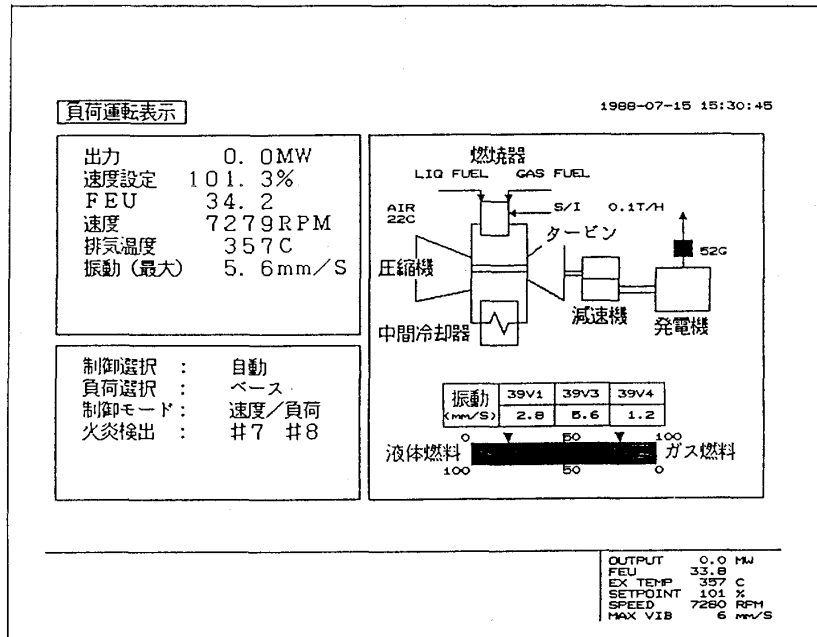 負荷運転表示
1988-07-15 15:30:45
出力 0.0MW
速度設定 101.3%
FEU 34.2
速度 7279RPM
排気温度 357C
振動(最大) 5.6mm/S
制御選択 : 自動
負荷選択 : ベース
制御モード: 速度/負荷
火炎検出 : #7 #8
燃焼器
LIQ FUEL GAS FUEL
AIR
22C
S/I 0.1T/H
タービン
52G
圧縮機
減速機
発電機
中間冷却器
振動 39V1 39V3 39V4
(MM/S) 2.8 5.6 1.2
0 50 100
液体燃料 ガス燃料
100 50 0
OUTPUT 0.0 MW
FEU 33.8
EX TEMP 357 C
SETPOINT 101 %
SPEED 7280 RPM
MAX VIB 6 MM/S